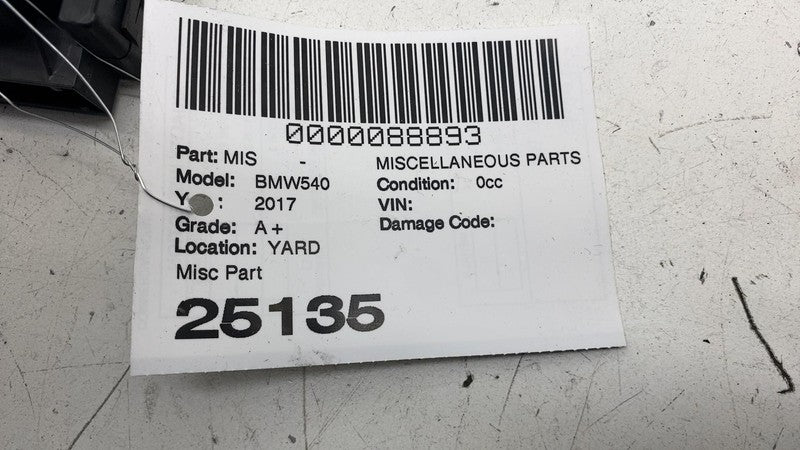 0000088893
Part: MIS - MISCELLANEOUS PARTS
Model: BMW540 Condition: 0cc
Y : 2017 VIN:
Grade: A+ Damage Code:
Location: YARD
Misc Part
25135